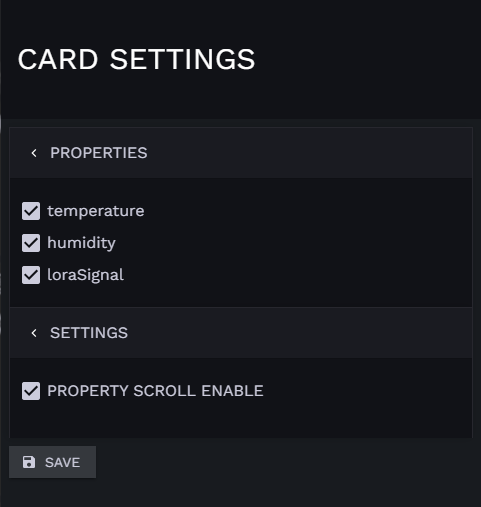 CARD SETTINGS
PROPERTIES
temperature
humidity
loraSignal
SETTINGS
PROPERTY SCROLL ENABLE
SAVE